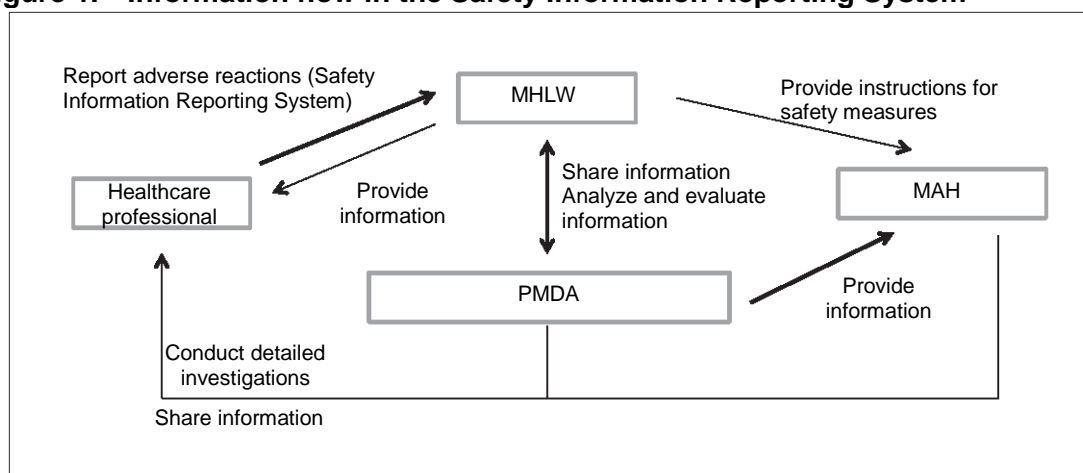 gure 1. Information flow in the Safety Information Reporting System
Report adverse reactions (Safety
Information Reporting System)
MHLW
Provide instructions for
safety measures
Healthcare
professional
Provide
information
Share information
Analyze and evaluate
information
MAH
PMDA
Provide
information
Conduct detailed
investigations
Share information